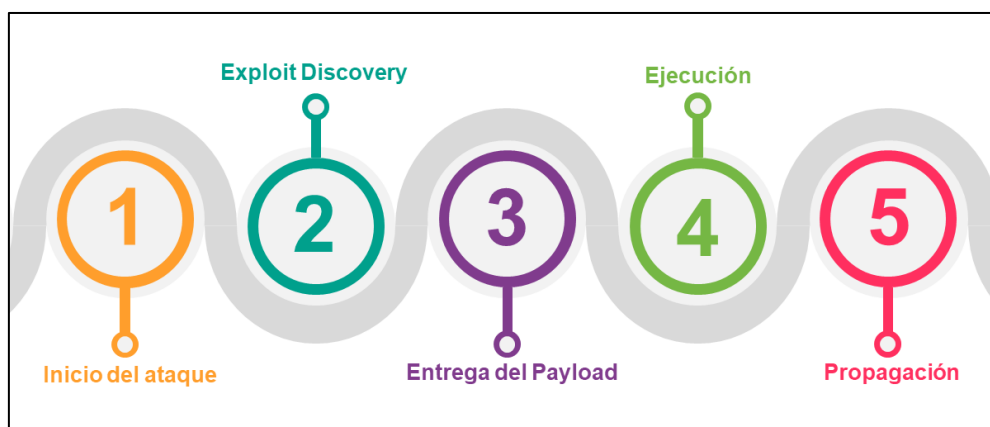 Exploit Discovery
Ejecución
1
2
3
4
5
Inicio del ataque
Entrega del Payload
Propagación